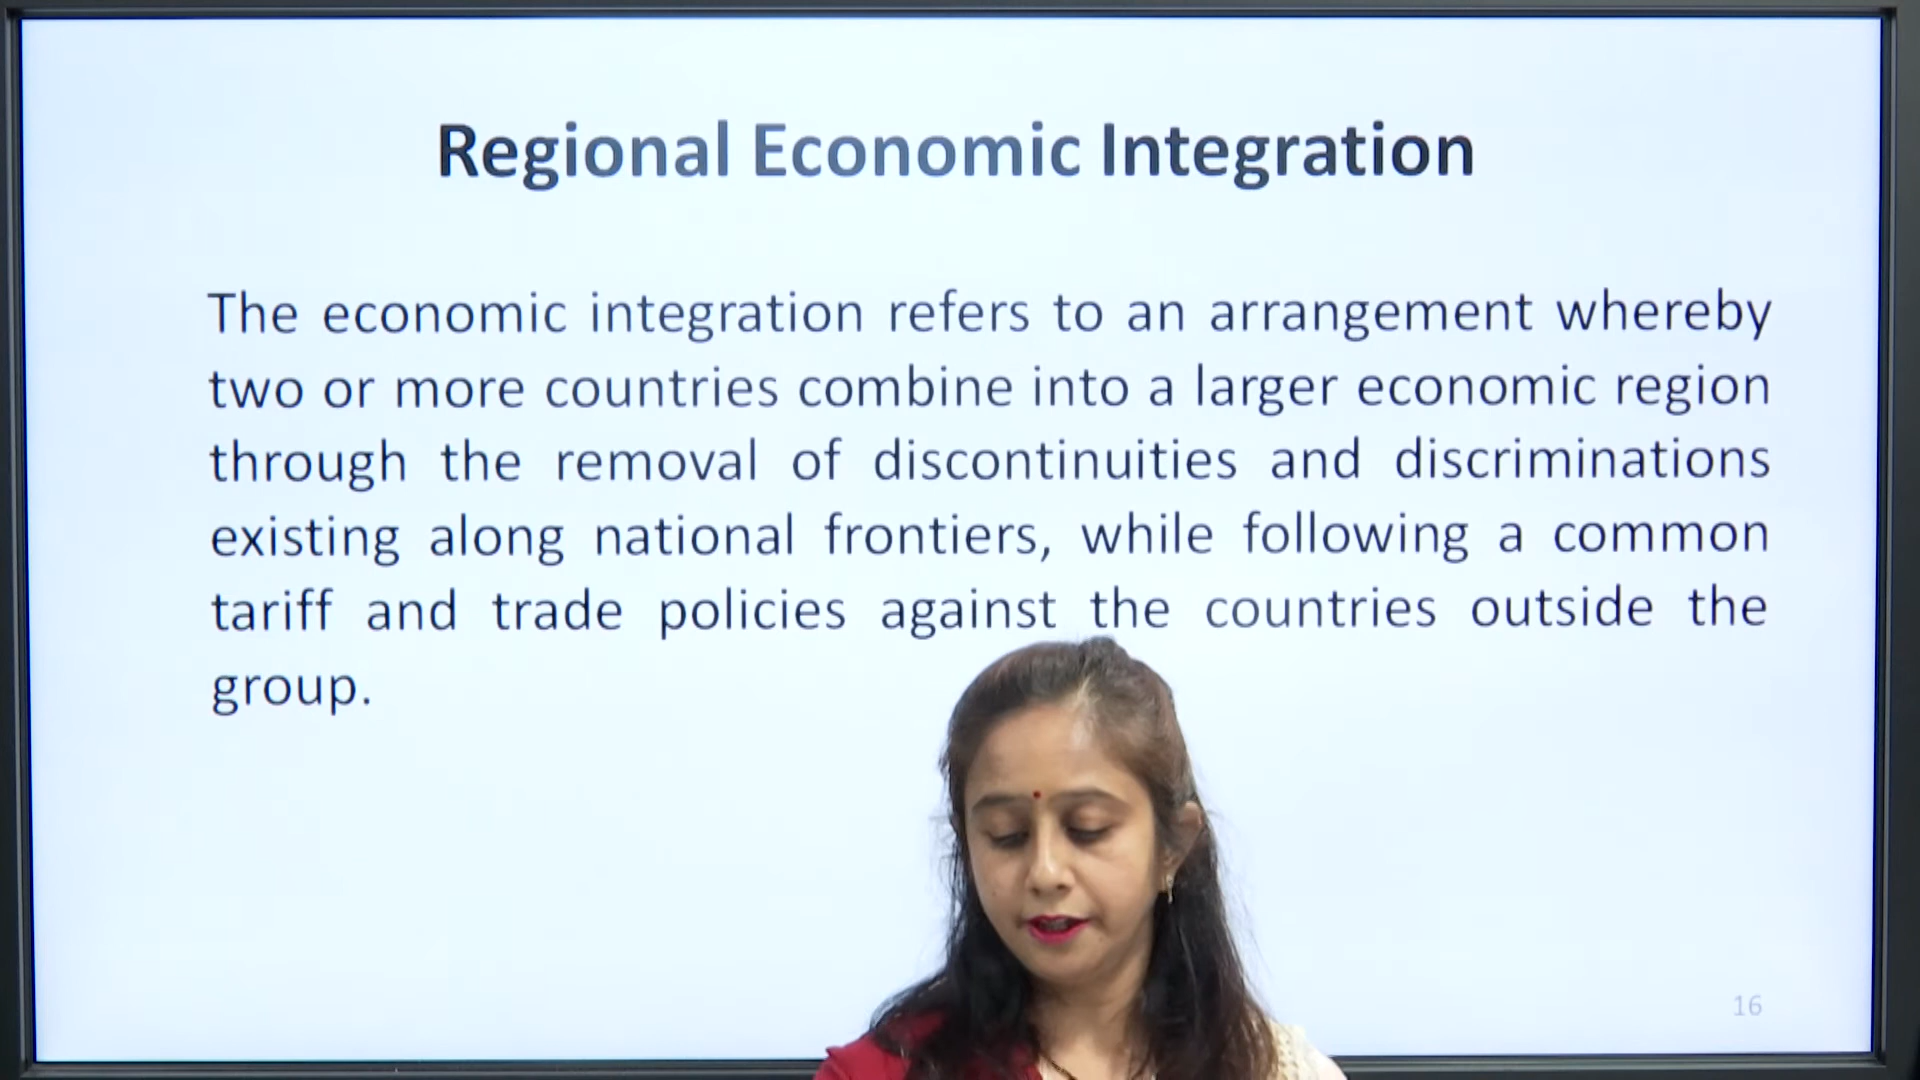 Regional Economic Integration
The economic integration refers to an arrangement whereby
two or more countries combine into a larger economic region
through the removal of discontinuities and discriminations
existing along national frontiers, while following a common
tariff and trade policies against the countries outside the
group.
16